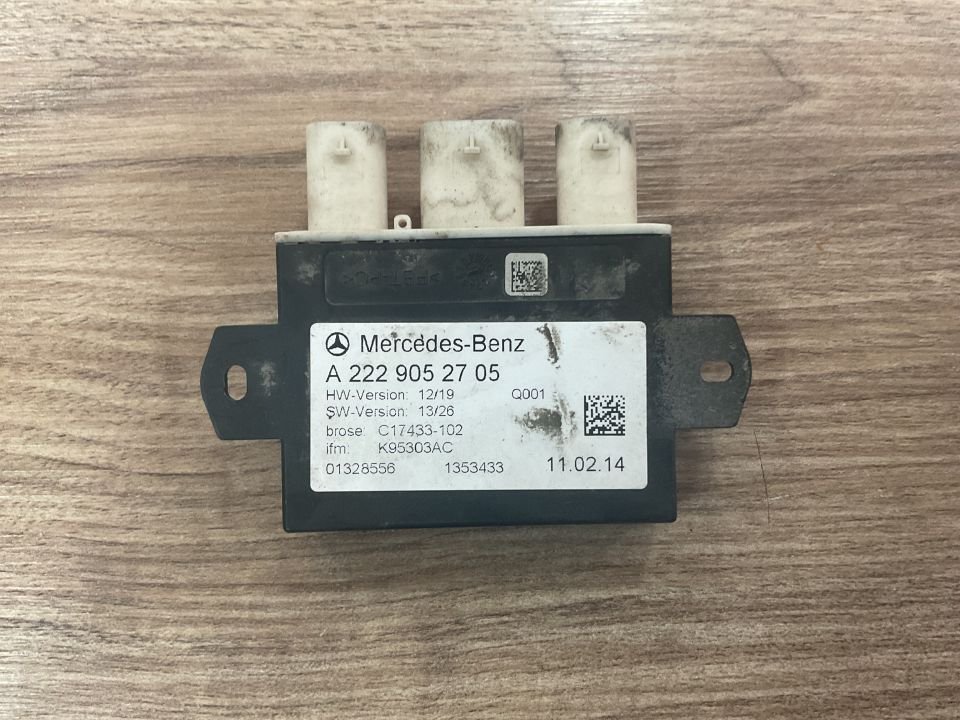 Mercedes-Benz
A 222 905 27 05
HW-Version: 12/19 Q001
SW-Version: 13/26
brose: C17433-102
ifm: K95303AC
01328556 1353433 11.02.14